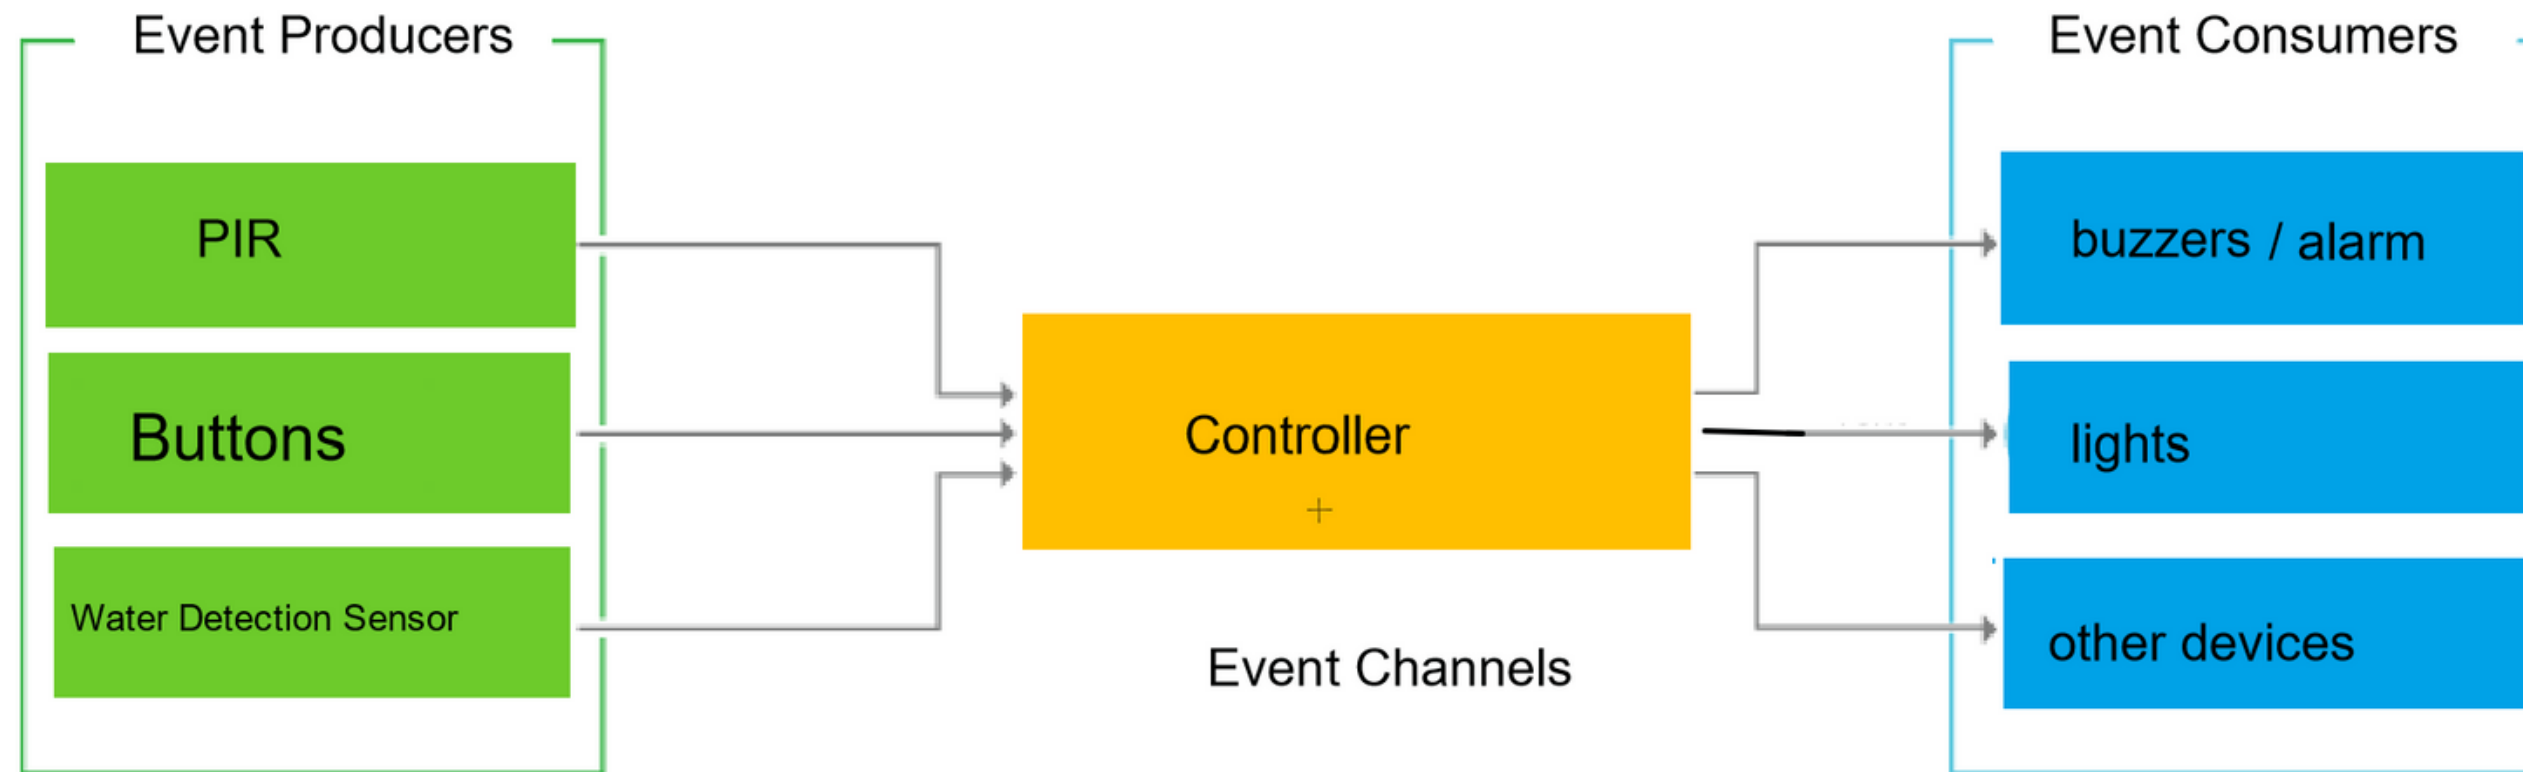 Event Producers
Event Consumers
PIR
buzzers / alarm
Buttons
Controller
lights
Water Detection Sensor
other devices
Event Channels